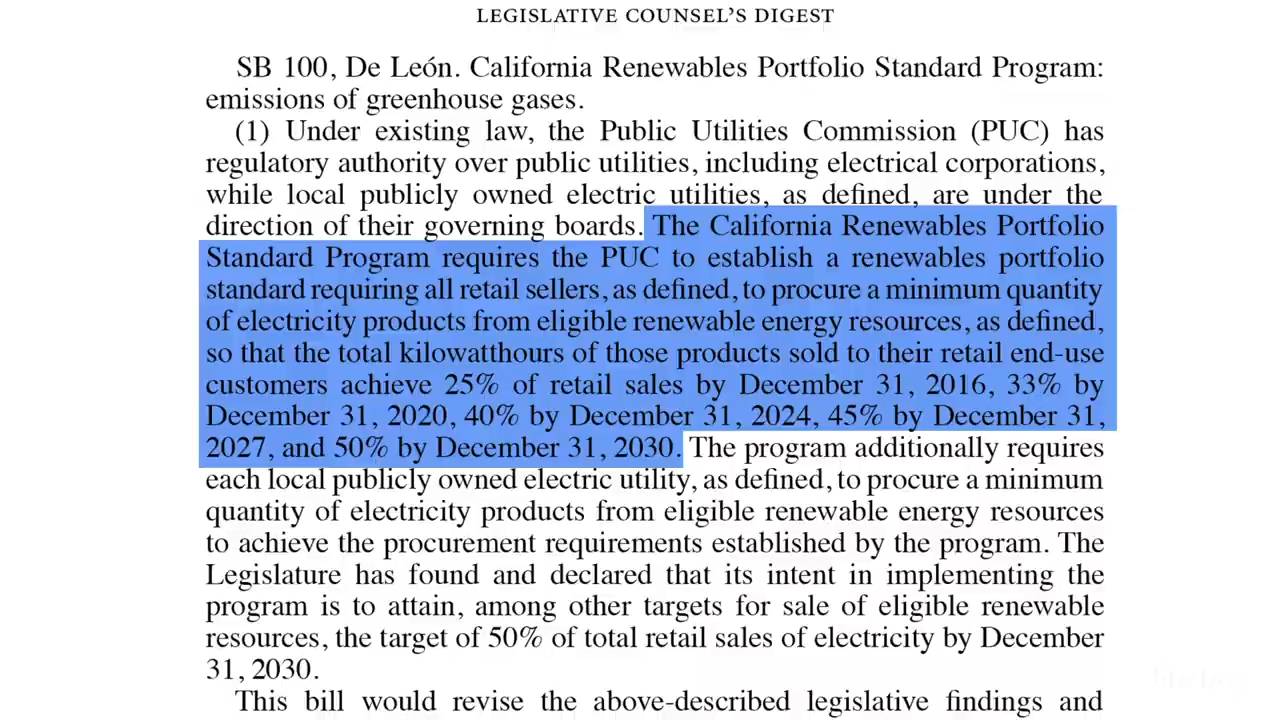 LEGISLATIVE COUNSEL’S DIGEST
SB 100, De León. California Renewables Portfolio Standard Program:
emissions of greenhouse gases.
(1) Under existing law, the Public Utilities Commission (PUC) has
regulatory authority over public utilities, including electrical corporations,
while local publicly owned electric utilities, as defined, are under the
direction of their governing boards. The California Renewables Portfolio
Standard Program requires the PUC to establish a renewables portfolio
standard requiring all retail sellers, as defined, to procure a minimum quantity
of electricity products from eligible renewable energy resources, as defined,
so that the total kilowatthours of those products sold to their retail end-use
customers achieve 25% of retail sales by December 31, 2016, 33% by
December 31, 2020, 40% by December 31, 2024, 45% by December 31,
2027, and 50% by December 31, 2030. The program additionally requires
each local publicly owned electric utility, as defined, to procure a minimum
quantity of electricity products from eligible renewable energy resources
to achieve the procurement requirements established by the program. The
Legislature has found and declared that its intent in implementing the
program is to attain, among other targets for sale of eligible renewable
resources, the target of 50% of total retail sales of electricity by December
31, 2030.
This bill would revise the above-described legislative findings and